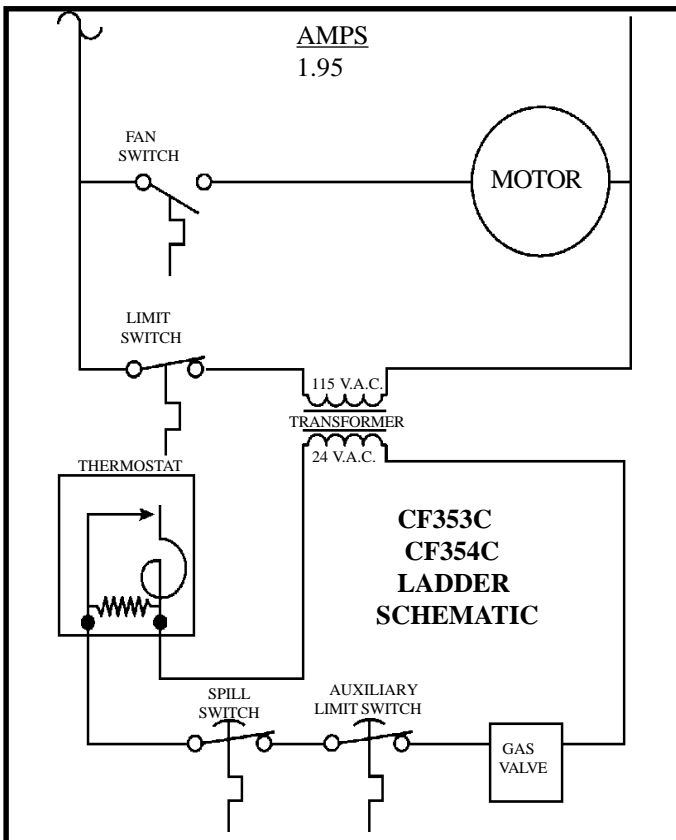 AMPS
1.95
FAN
SWITCH
MOTOR
LIMIT
SWITCH
115 V.A.C.
TRANSFORMER
24 V.A.C.
THERMOSTAT
CF353C
CF354C
LADDER
SCHEMATIC
SPILL
SWITCH
AUXILIARY
LIMIT SWITCH
GAS
VALVE